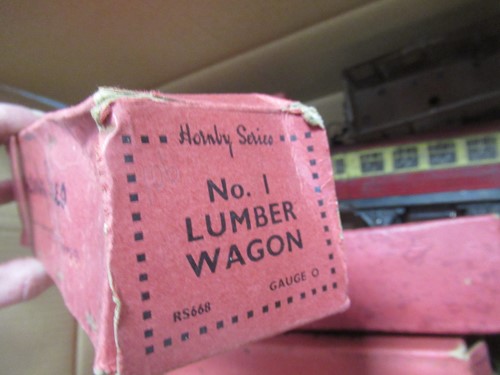 Hornby Series
No. 1
LUMBER
WAGON
GAUGE O
RS668